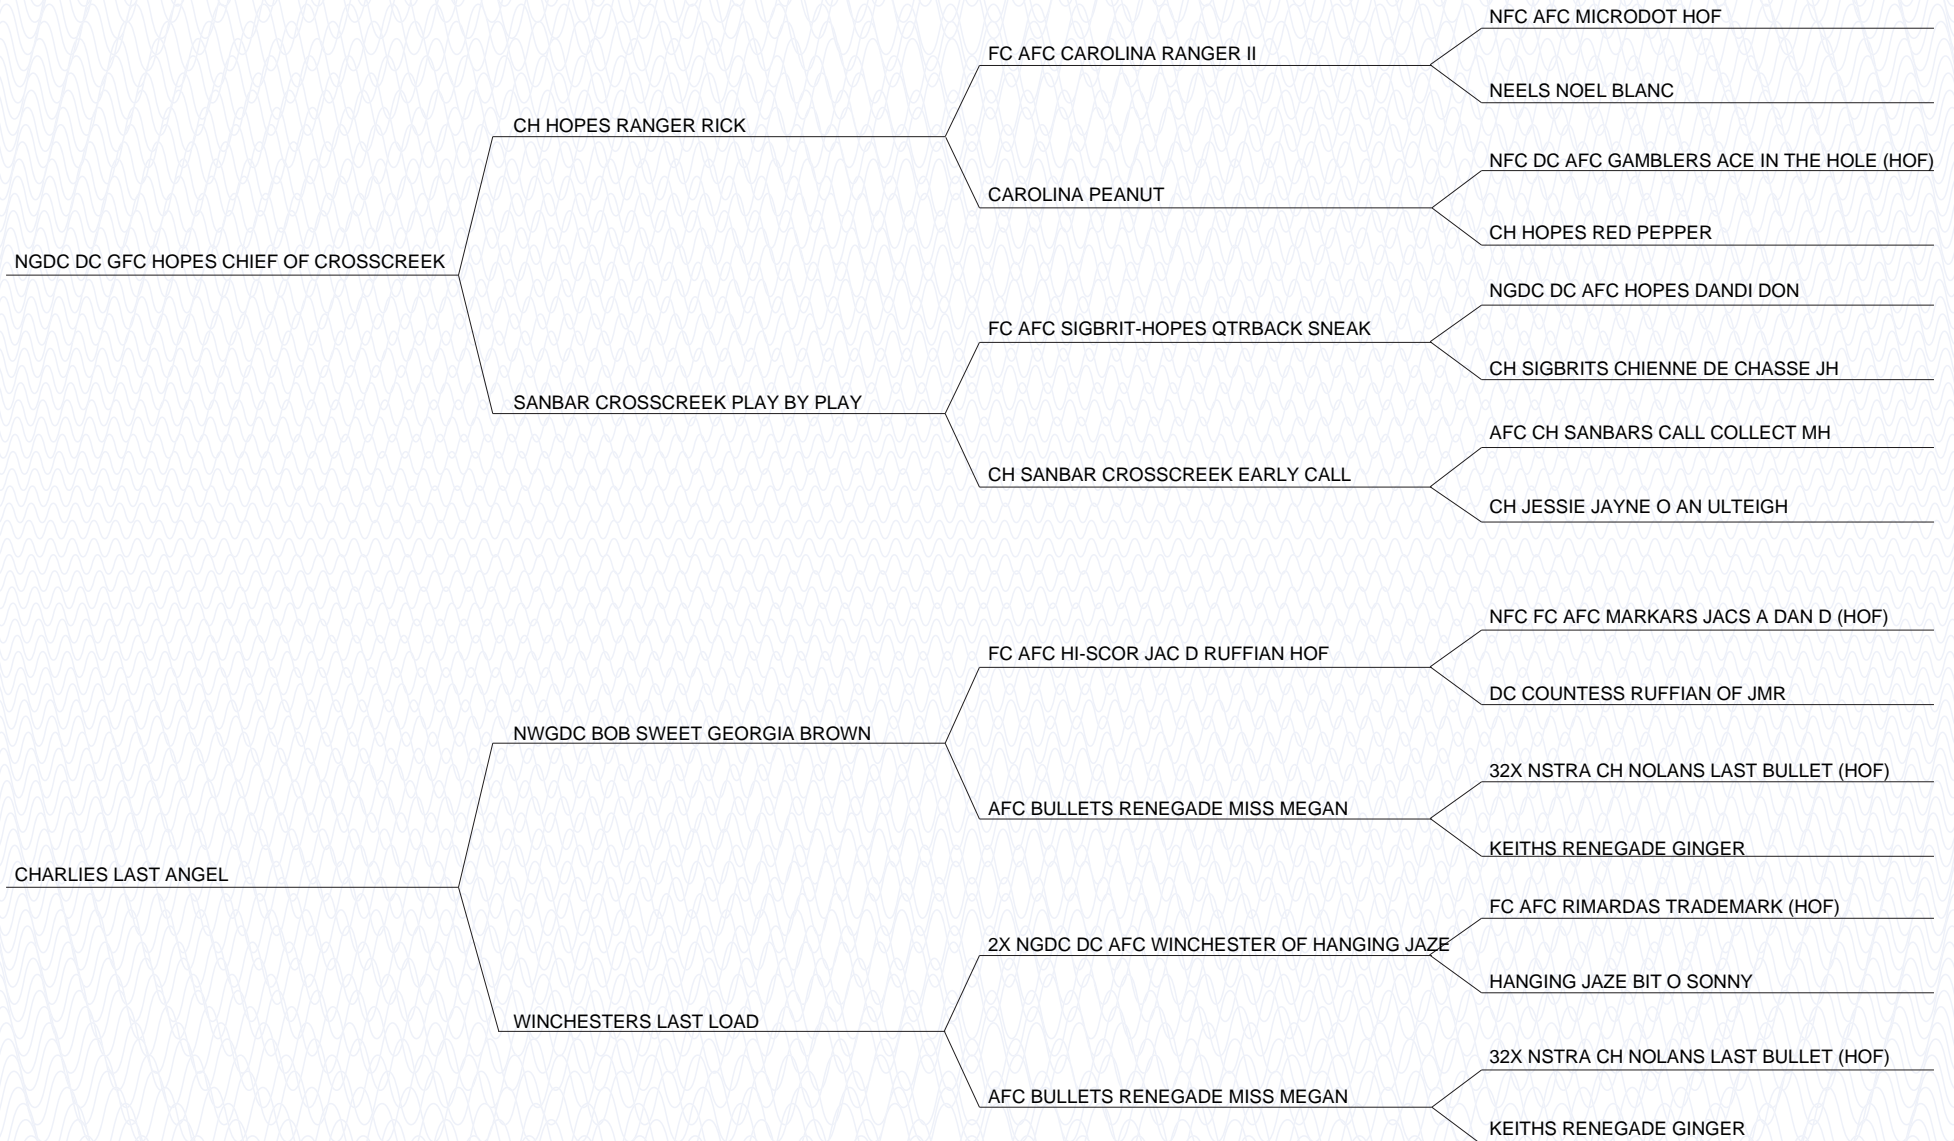 NFC AFC MICRODOT HOF
FC AFC CAROLINA RANGER II
NEELS NOEL BLANC
CH HOPES RANGER RICK
NFC DC AFC GAMBLERS ACE IN THE HOLE (HOF)
CAROLINA PEANUT
CH HOPES RED PEPPER
NGDC DC GFC HOPES CHIEF OF CROSSCREEK
NGDC DC AFC HOPES DANDI DON
FC AFC SIGBRIT-HOPES QTRBACK SNEAK
CH SIGBRITS CHIENNE DE CHASSE JH
SANBAR CROSSCREEK PLAY BY PLAY
AFC CH SANBARS CALL COLLECT MH
CH SANBAR CROSSCREEK EARLY CALL
CH JESSIE JAYNE O AN ULTEIGH
NFC FC AFC MARKARS JACS A DAN D (HOF)
FC AFC HI-SCOR JAC D RUFFIAN HOF
DC COUNTESS RUFFIAN OF JMR
NWGDC BOB SWEET GEORGIA BROWN
32X NSTRA CH NOLANS LAST BULLET (HOF)
AFC BULLETS RENEGADE MISS MEGAN
KEITHS RENEGADE GINGER
CHARLIES LAST ANGEL
FC AFC RIMARDAS TRADEMARK (HOF)
2X NGDC DC AFC WINCHESTER OF HANGING JAZE
HANGING JAZE BIT O SONNY
WINCHESTERS LAST LOAD
32X NSTRA CH NOLANS LAST BULLET (HOF)
AFC BULLETS RENEGADE MISS MEGAN
KEITHS RENEGADE GINGER